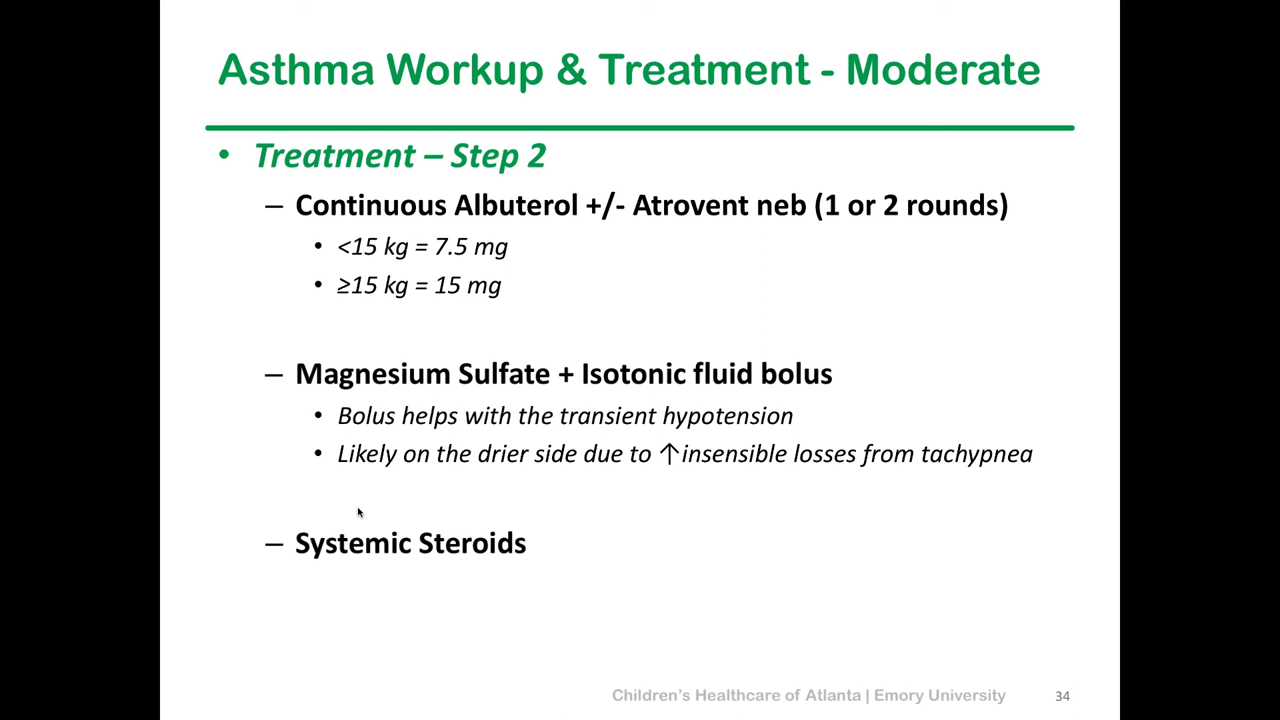 Asthma Workup & Treatment - Moderate
• Treatment – Step 2
– Continuous Albuterol +/- Atrovent neb (1 or 2 rounds)
• <15 kg = 7.5 mg
• ≥15 kg = 15 mg
– Magnesium Sulfate + Isotonic fluid bolus
• Bolus helps with the transient hypotension
• Likely on the drier side due to ↑insensible losses from tachypnea
– Systemic Steroids
Children's Healthcare of Atlanta | Emory University 34